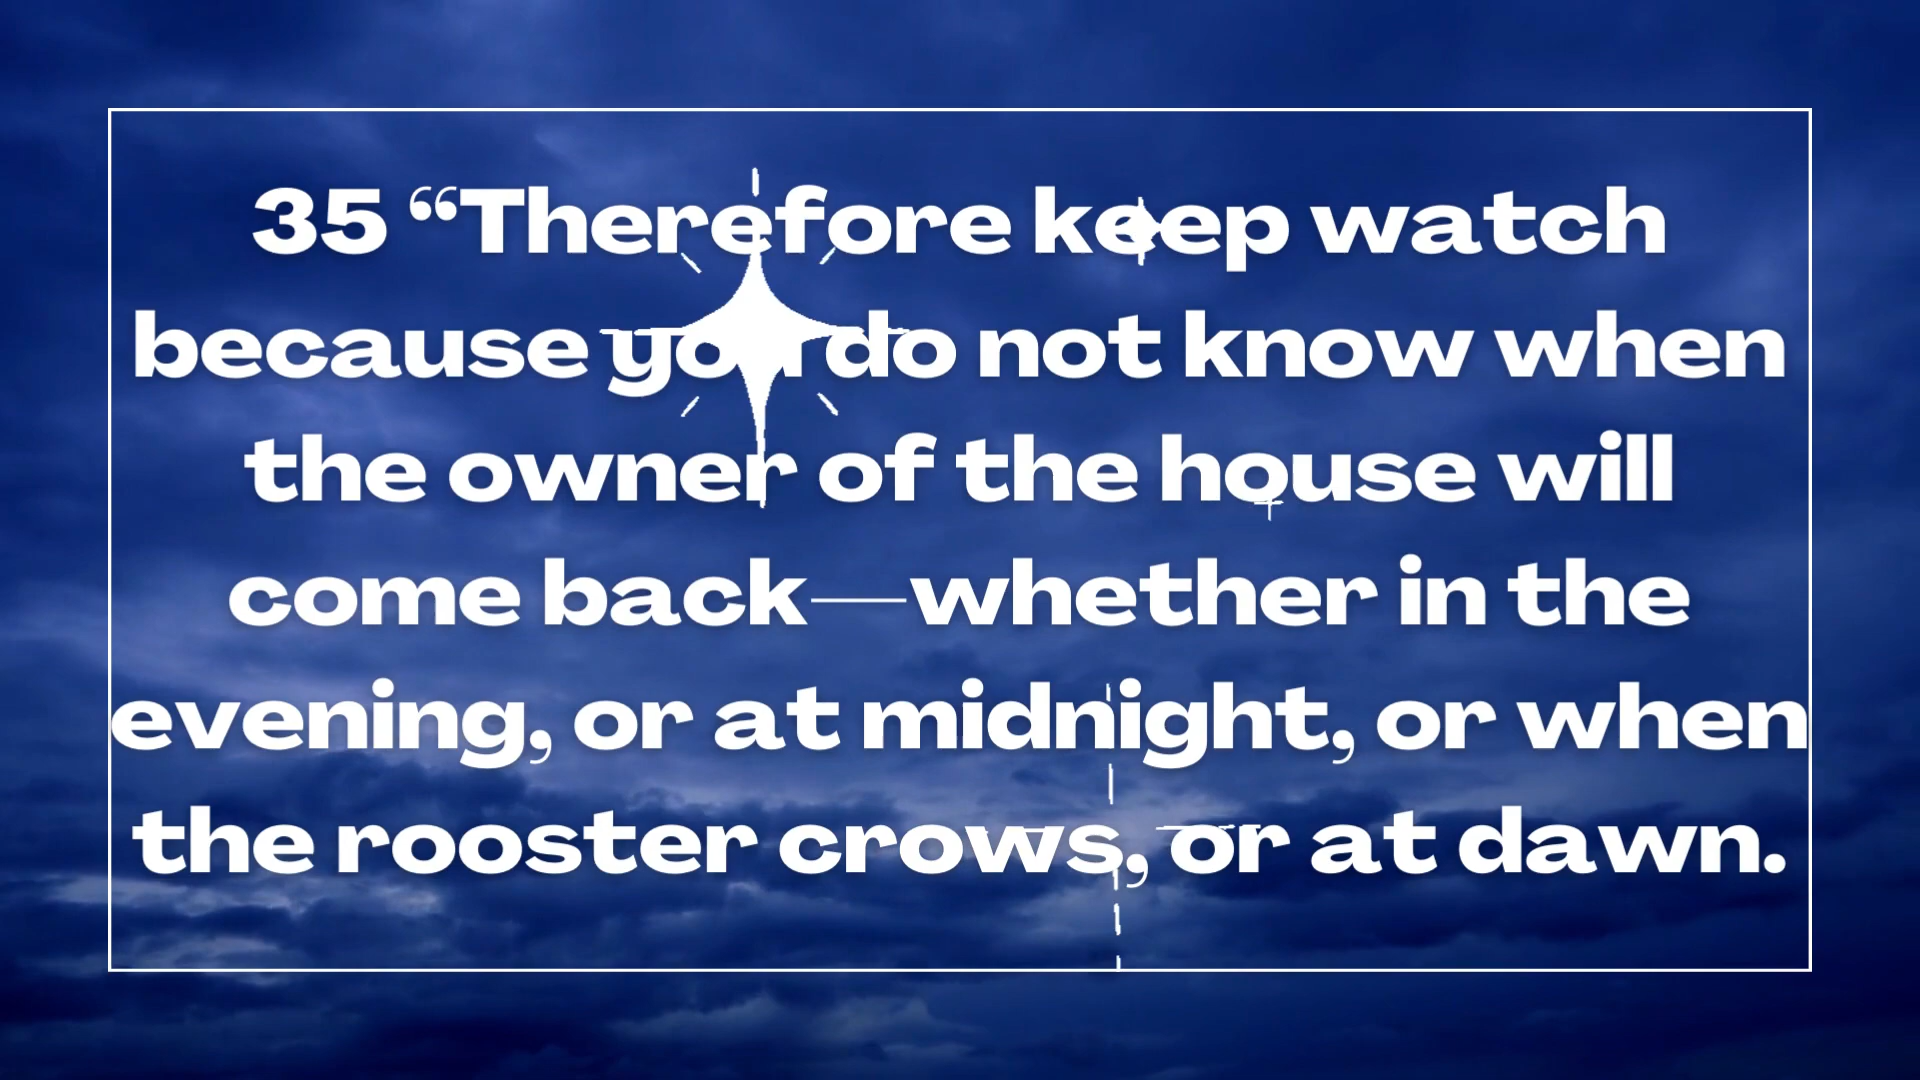 35 “Therefore keep watch
because you do not know when
the owner of the house will
come back—whether in the
evening, or at midnight, or when
the rooster crows, or at dawn.